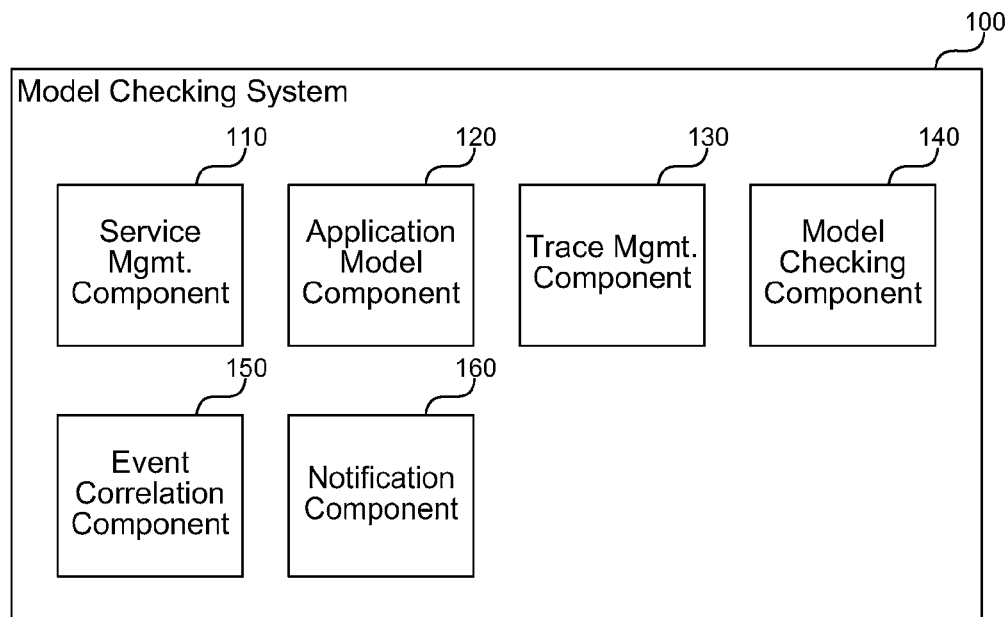 100
Model Checking System
110
120
130
140
Service
Mgmt.
Component
Application
Model
Component
Trace Mgmt.
Component
Model
Checking
Component
150
160
Event
Correlation
Component
Notification
Component